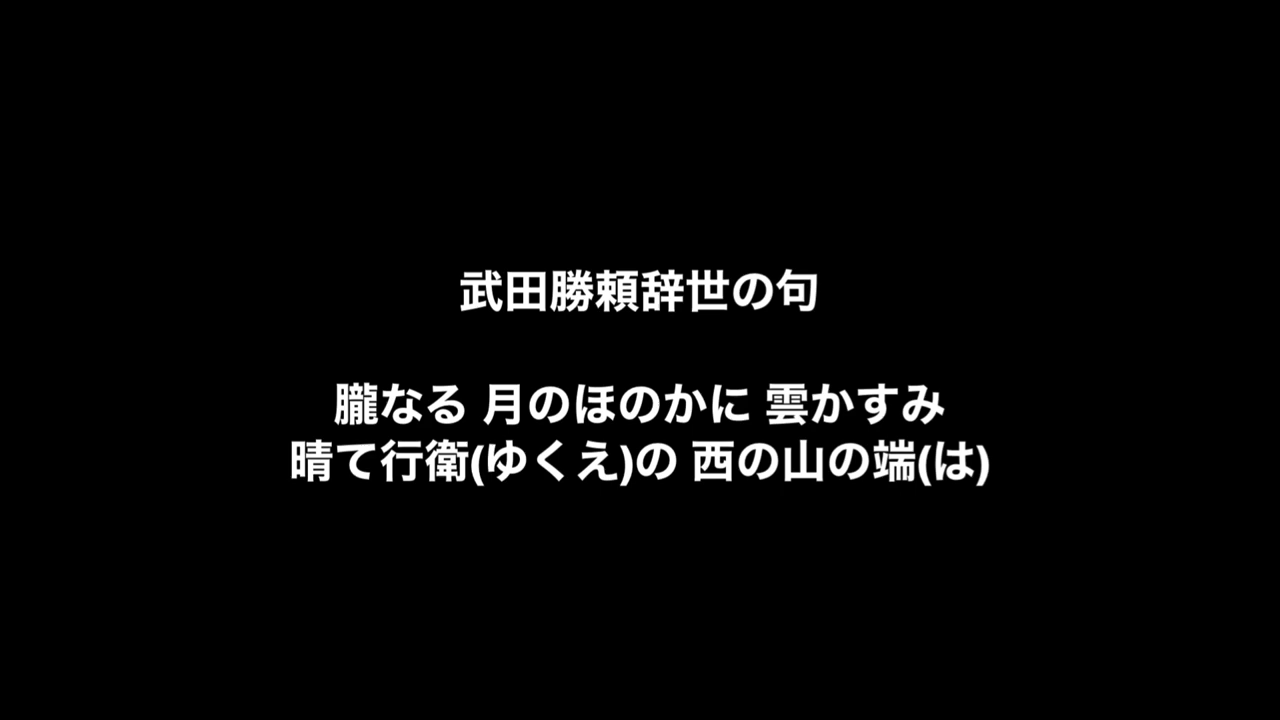 武田勝頼辞世の句
朧なる 月のほのかに 雲かすみ
晴て行衛(ゆくえ)の 西の山の端(は)